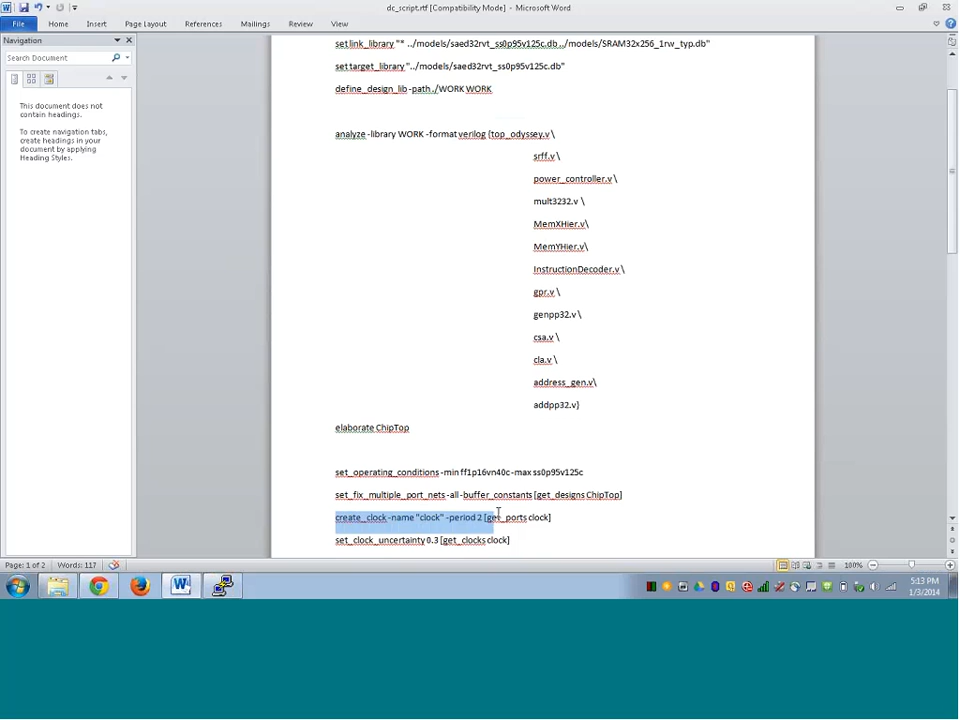 dc_script.rtf [Compatibility Mode] - Microsoft Word
File Home Insert Page Layout References Mailings Review View
Navigation
Search Document
This document does not
contain headings.
To create navigation tabs,
create headings in your
document by applying
Heading Styles.
set link_library "* ../models/saed32rvt_ss0p95v125c.db ../models/SRAM32x256_1rw_typ.db"
set target_library "../models/saed32rvt_ss0p95v125c.db"
define_design_lib -path ./WORK WORK
analyze -library WORK -format verilog {top_odyssey.v \
srff.v \
power_controller.v \
mult3232.v \
MemXHier.v \
MemYHier.v \
InstructionDecoder.v \
gpr.v \
genpp32.v \
csa.v \
cla.v \
address_gen.v \
addpp32.v}
elaborate ChipTop
set_operating_conditions -min ff1p16vn40c -max ss0p95v125c
set_fix_multiple_port_nets -all -buffer_constants [get_designs ChipTop]
create_clock -name "clock" -period 2 [get_ports clock]
set_clock_uncertainty 0.3 [get_clocks clock]
Page: 1 of 2 Words: 117 100%
5:13 PM
1/3/2014